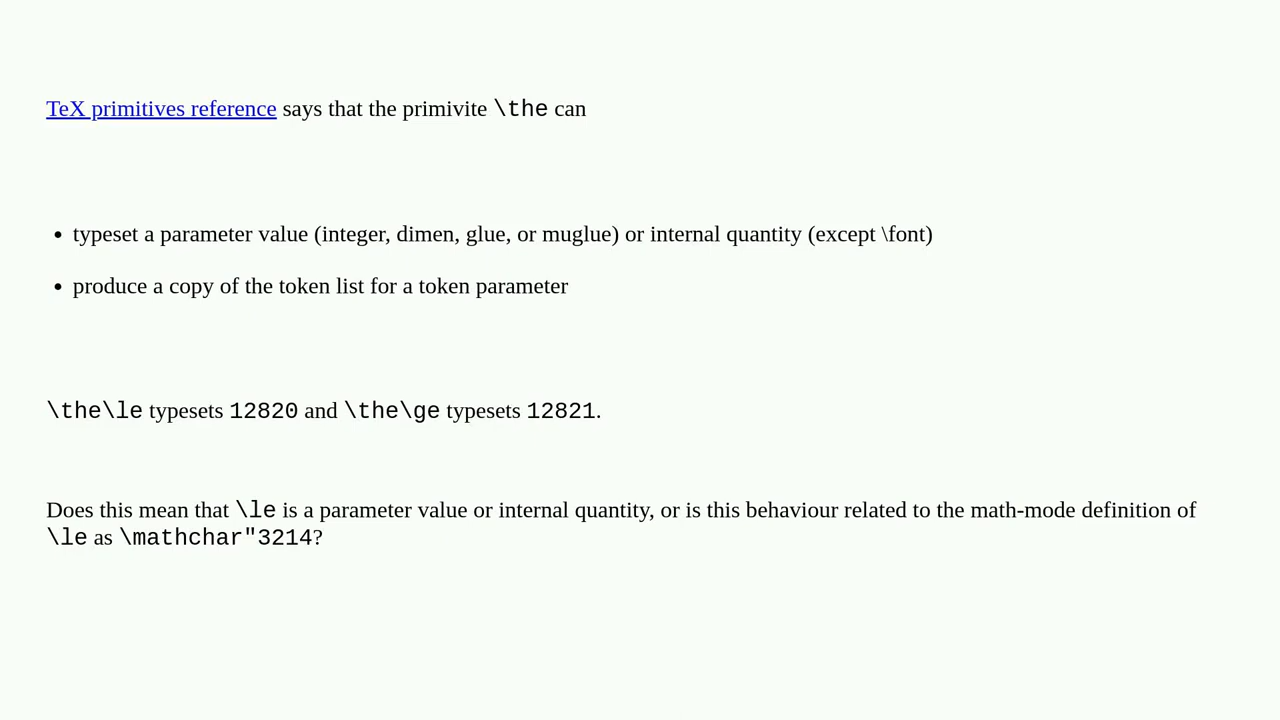 TeX primitives reference says that the primivite \the can
• typeset a parameter value (integer, dimen, glue, or muglue) or internal quantity (except \font)
• produce a copy of the token list for a token parameter
\the\le typesets 12820 and \the\ge typesets 12821.
Does this mean that \le is a parameter value or internal quantity, or is this behaviour related to the math-mode definition of
\le as \mathchar"3214?